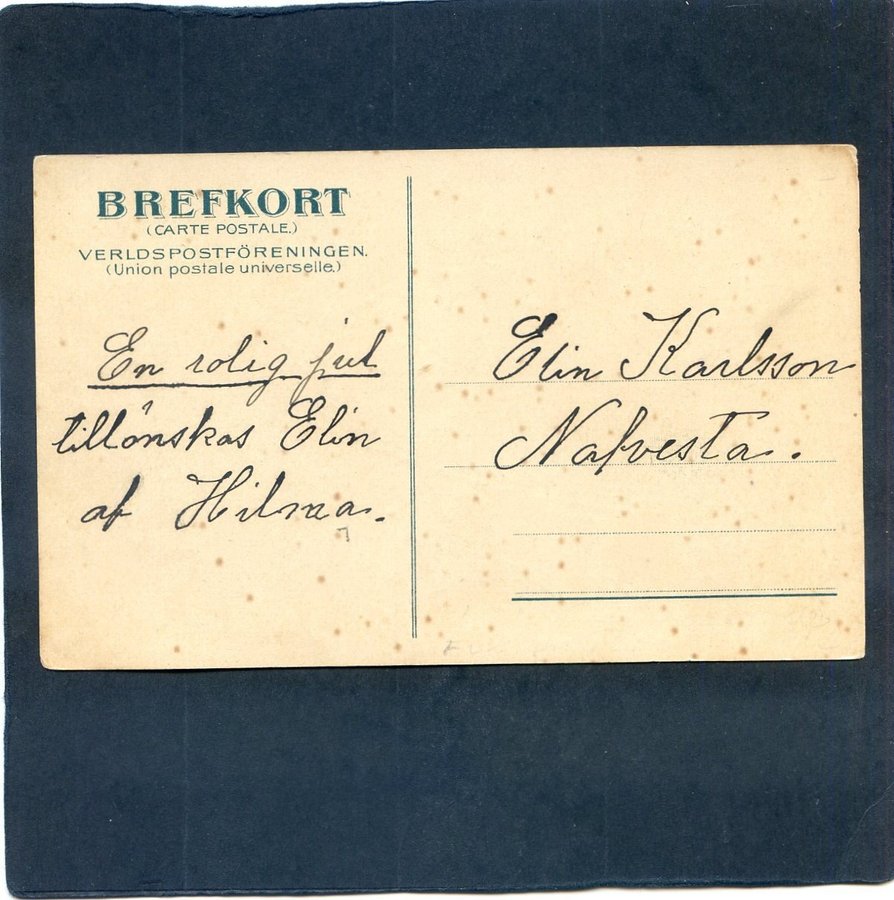 BREFKORT
(CARTE POSTALE.)
VERLDSPOSTFÖRENINGEN.
(Union postale universelle.)
En rolig jul
tillönskas Elin
af Hilma.
Elin Karlsson
Nafvesta.